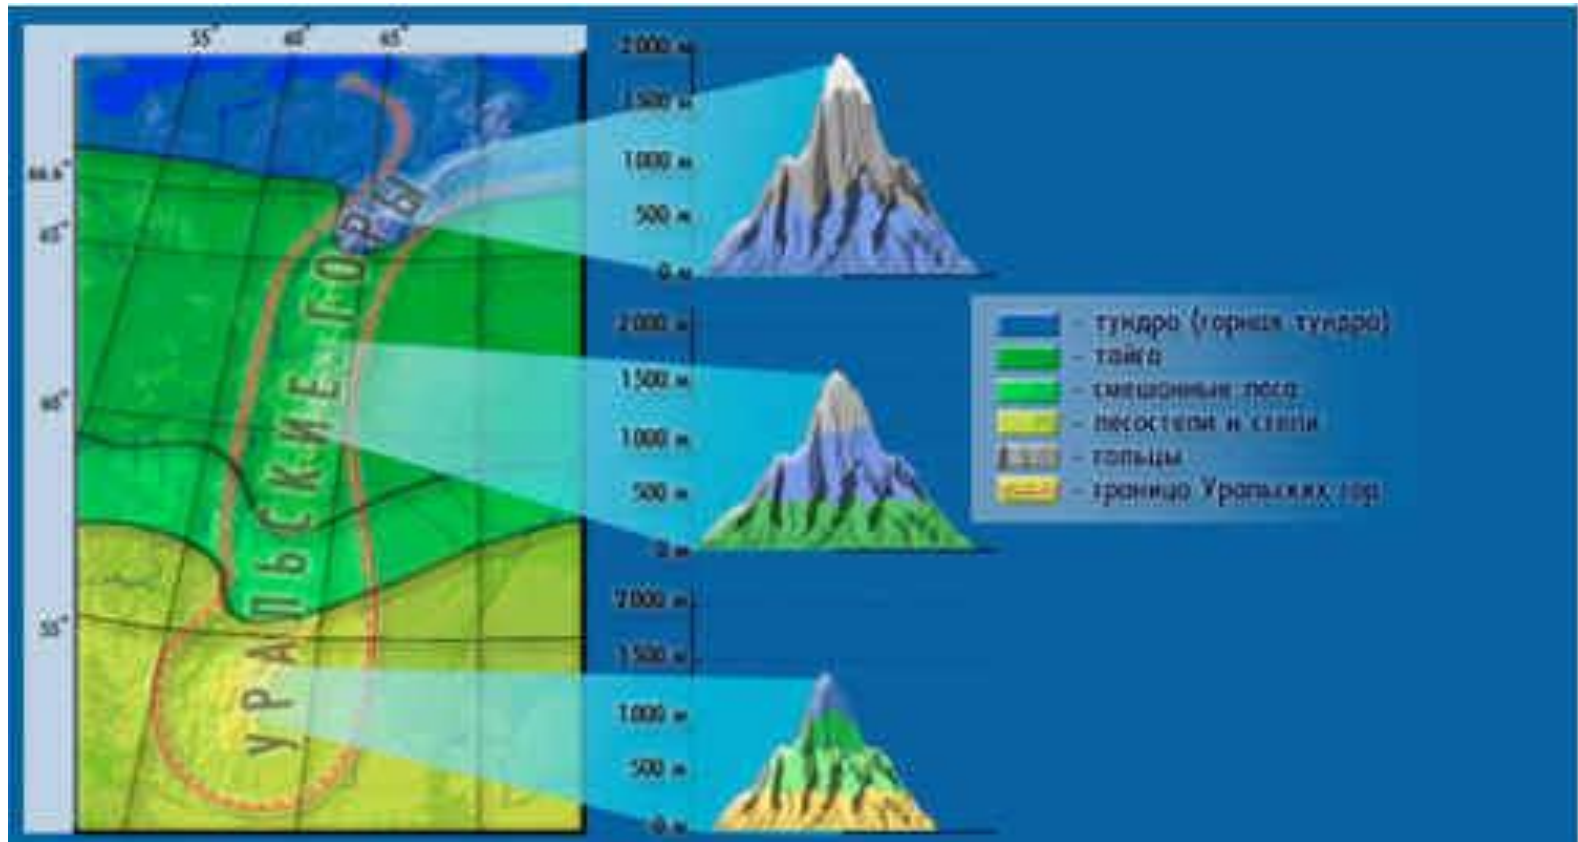 55° 60° 65°
66.6°
65°
60°
55°
УРАЛЬСКИЕ ГОРЫ
2000 м
1500 м
1000 м
500 м
0 м
2000 м
1500 м
1000 м
500 м
0 м
2000 м
1500 м
1000 м
500 м
0 м
- тундра (горная тундра)
- тайга
- смешанные леса
- лесостепи и степи
- гольцы
- граница Уральских гор